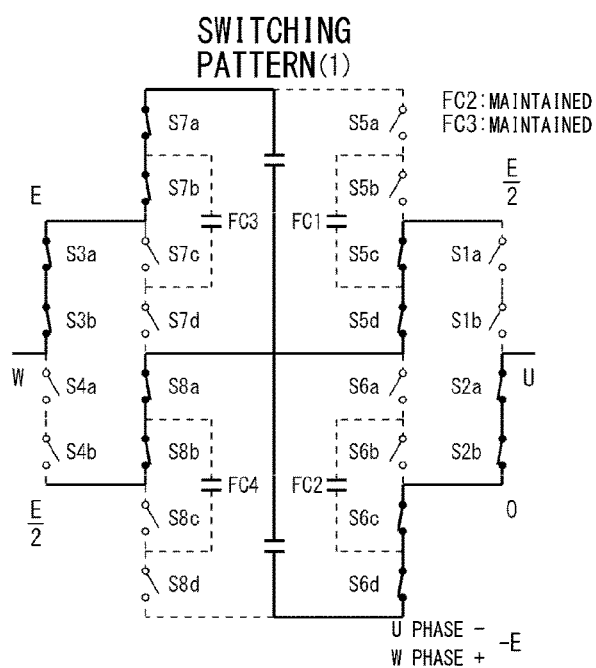 SWITCHING
PATTERN(1)
FC2:MAINTAINED
FC3:MAINTAINED
S7a
S5a
S7b
S5b
E
E/2
FC3
FC1
S3a
S7c
S5c
S1a
S3b
S7d
S5d
S1b
W
S4a
S8a
S6a
S2a
U
S4b
S8b
S6b
S2b
FC4
FC2
E/2
S8c
S6c
0
S8d
S6d
U PHASE -
W PHASE +
-E